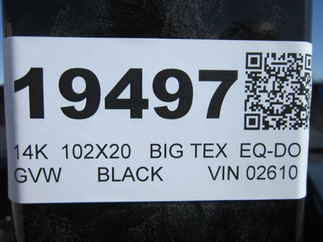 19497
14K 102X20 BIG TEX EQ-DO
GVW BLACK VIN 02610